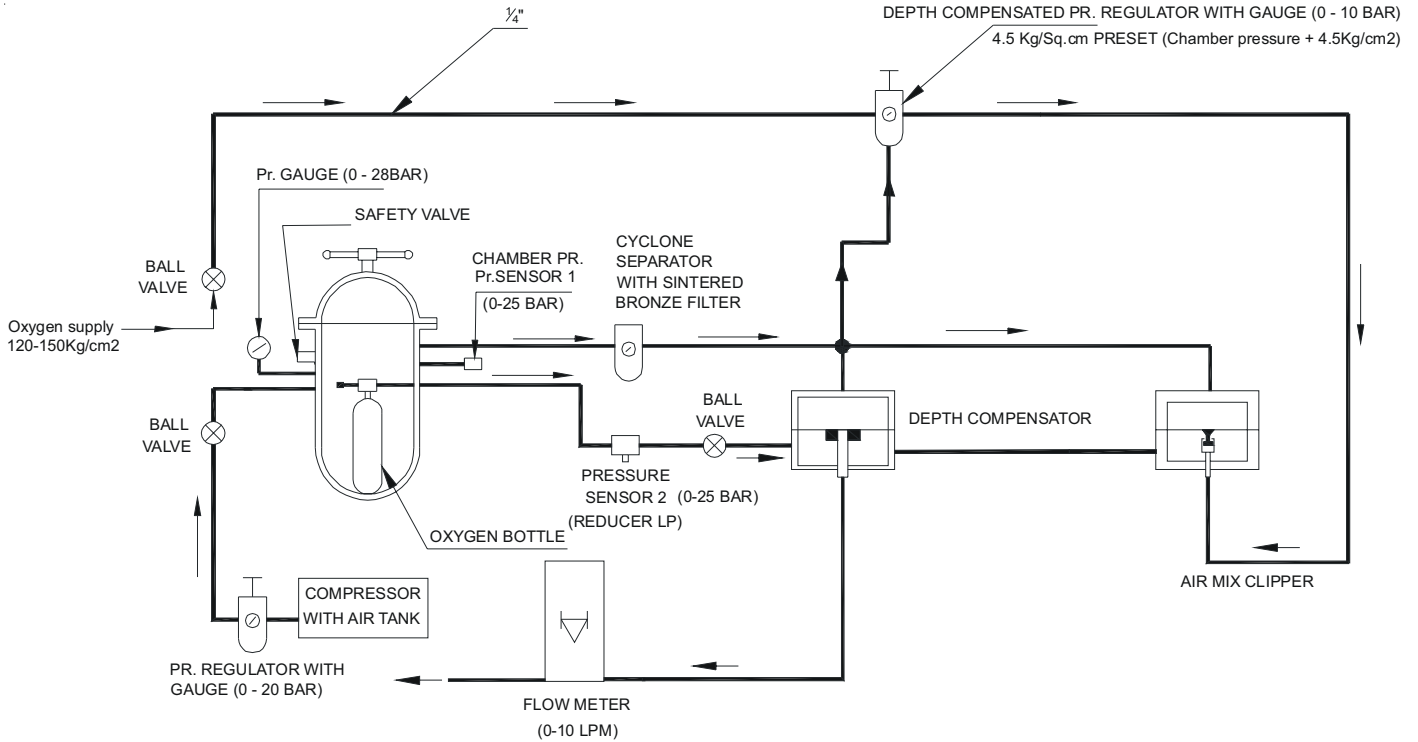 ¼"
DEPTH COMPENSATED PR. REGULATOR WITH GAUGE (0 - 10 BAR)
4.5 Kg/Sq.cm PRESET (Chamber pressure + 4.5Kg/cm2)
Pr. GAUGE (0 - 28BAR)
SAFETY VALVE
BALL
VALVE
CHAMBER PR.
Pr.SENSOR 1
(0-25 BAR)
CYCLONE
SEPARATOR
WITH SINTERED
BRONZE FILTER
Oxygen supply
120-150Kg/cm2
BALL
VALVE
BALL
VALVE
DEPTH COMPENSATOR
PRESSURE
SENSOR 2 (0-25 BAR)
(REDUCER LP)
OXYGEN BOTTLE
AIR MIX CLIPPER
COMPRESSOR
WITH AIR TANK
PR. REGULATOR WITH
GAUGE (0 - 20 BAR)
FLOW METER
(0-10 LPM)